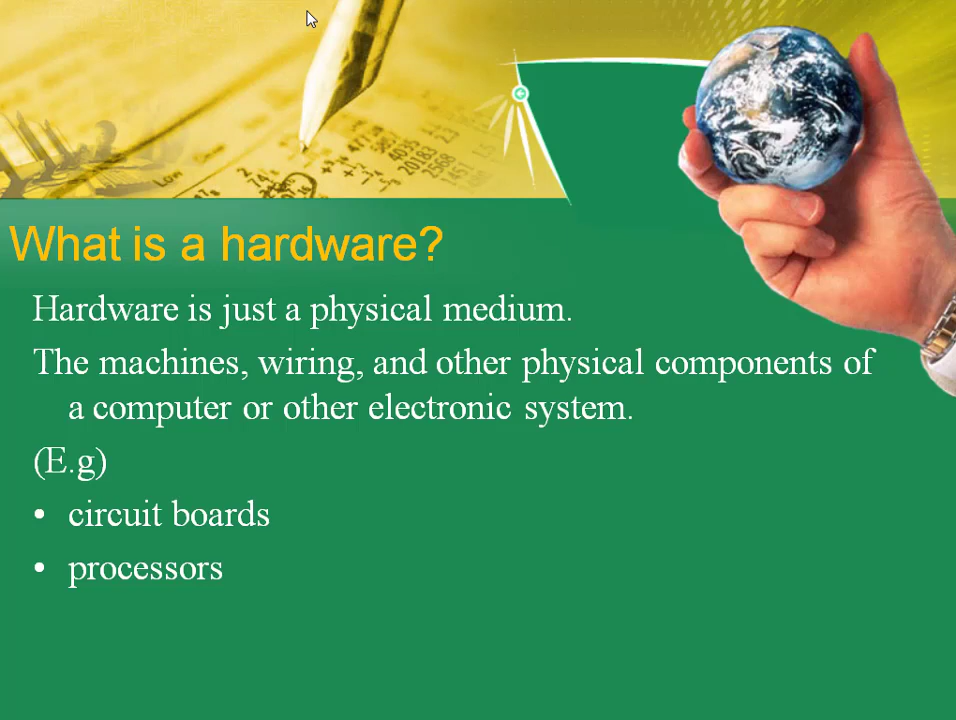 What is a hardware?
Hardware is just a physical medium.
The machines, wiring, and other physical components of
a computer or other electronic system.
(E.g)
• circuit boards
• processors